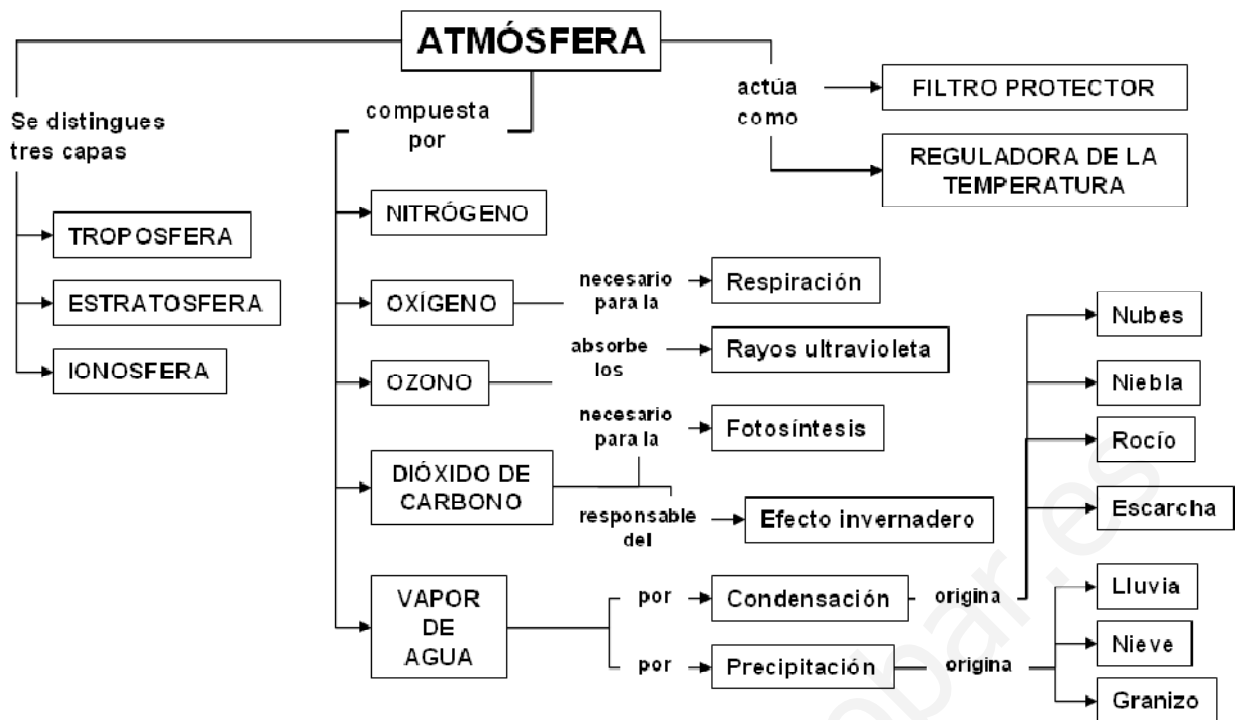 ATMÓSFERA
Se distingues
tres capas
TROPOSFERA
ESTRATOSFERA
IONOSFERA
compuesta
por
NITRÓGENO
OXÍGENO
necesario
para la
Respiración
OZONO
absorbe
los
Rayos ultravioleta
DIÓXIDO DE
CARBONO
necesario
para la
Fotosíntesis
responsable
del
Efecto invernadero
VAPOR
DE
AGUA
por
Condensación
origina
Nubes
Niebla
Rocío
Escarcha
por
Precipitación
origina
Lluvia
Nieve
Granizo
actúa
como
FILTRO PROTECTOR
REGULADORA DE LA
TEMPERATURA
obar.es